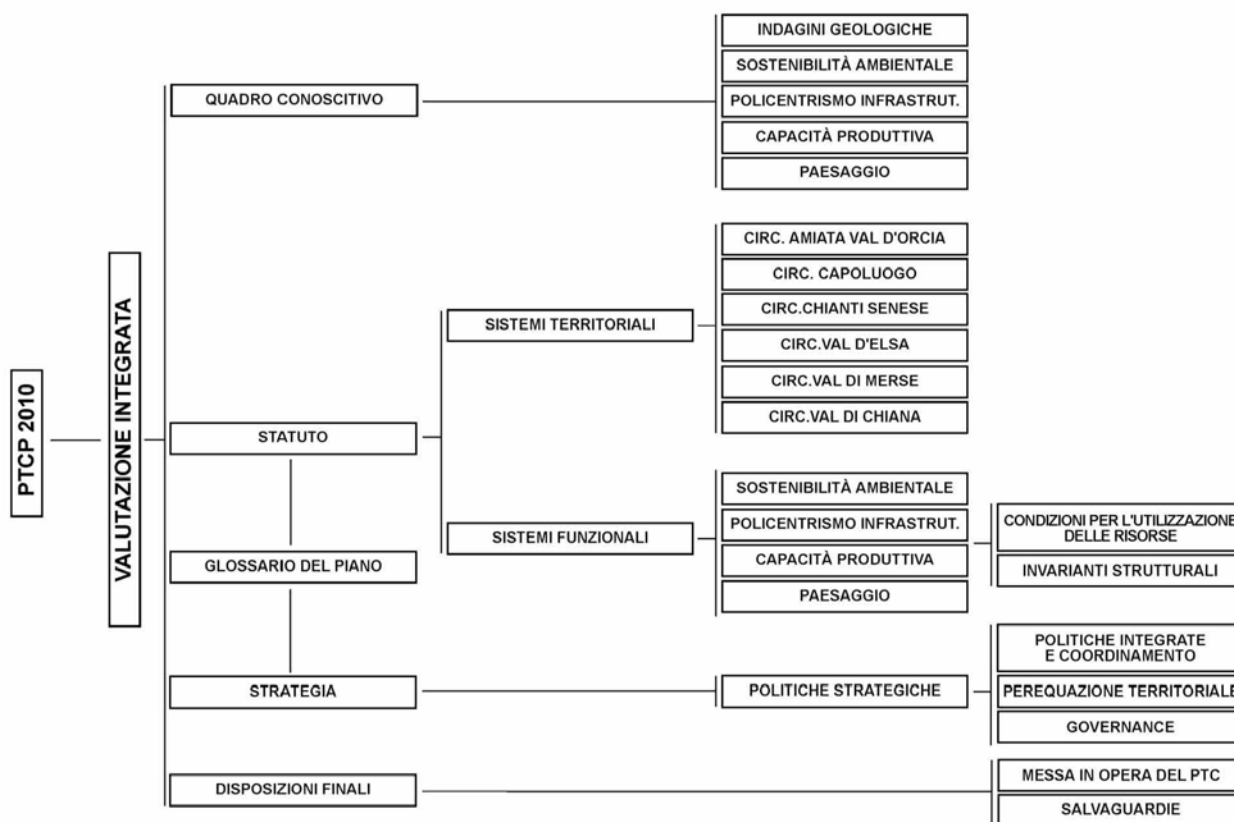 PTCP 2010
VALUTAZIONE INTEGRATA
QUADRO CONOSCITIVO
INDAGINI GEOLOGICHE
SOSTENIBILITÀ AMBIENTALE
POLICENTRISMO INFRASTRUT.
CAPACITÀ PRODUTTIVA
PAESAGGIO
STATUTO
SISTEMI TERRITORIALI
CIRC. AMIATA VAL D'ORCIA
CIRC. CAPOLUOGO
CIRC.CHIANTI SENESE
CIRC.VAL D'ELSA
CIRC.VAL DI MERSE
CIRC.VAL DI CHIANA
SISTEMI FUNZIONALI
SOSTENIBILITÀ AMBIENTALE
POLICENTRISMO INFRASTRUT.
CAPACITÀ PRODUTTIVA
PAESAGGIO
CONDIZIONI PER L'UTILIZZAZIONE
DELLE RISORSE
INVARIANTI STRUTTURALI
GLOSSARIO DEL PIANO
STRATEGIA
POLITICHE STRATEGICHE
POLITICHE INTEGRATE
E COORDINAMENTO
PEREQUAZIONE TERRITORIALE
GOVERNANCE
DISPOSIZIONI FINALI
MESSA IN OPERA DEL PTC
SALVAGUARDIE